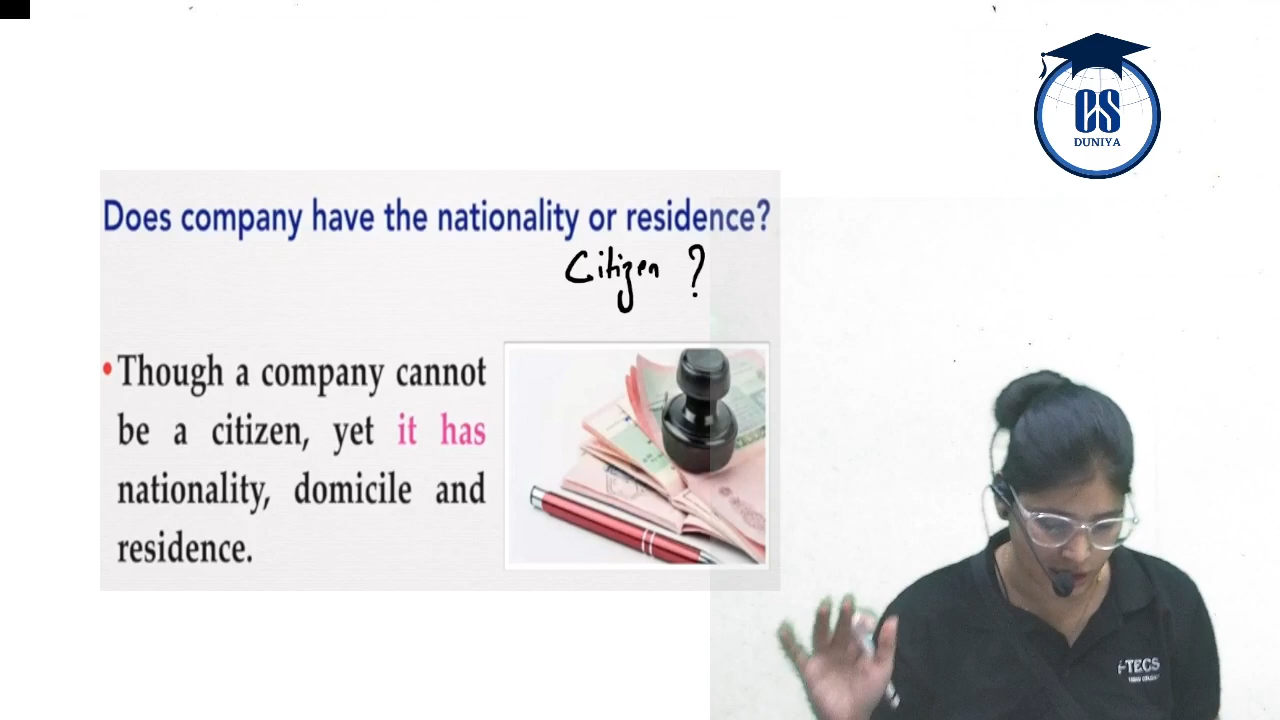 CS
DUNIYA
Does company have the nationality or residence?
Citizen ?
• Though a company cannot
be a citizen, yet it has
nationality, domicile and
residence.
-TECS